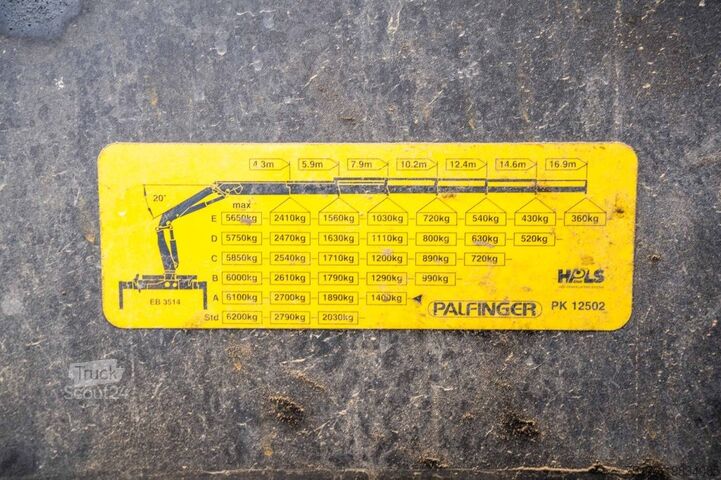 4.3m 5.9m 7.9m 10.2m 12.4m 14.6m 16.9m
20°
max
E 5650kg 2410kg 1560kg 1030kg 720kg 540kg 430kg 360kg
D 5750kg 2470kg 1630kg 1110kg 800kg 630kg 520kg
C 5850kg 2540kg 1710kg 1200kg 890kg 720kg
B 6000kg 2610kg 1790kg 1290kg 990kg
HPLS
EB 3514
A 6100kg 2700kg 1890kg 1400kg
PALFINGER PK 12502
Std 6200kg 2790kg 2030kg
Truck
Scout24